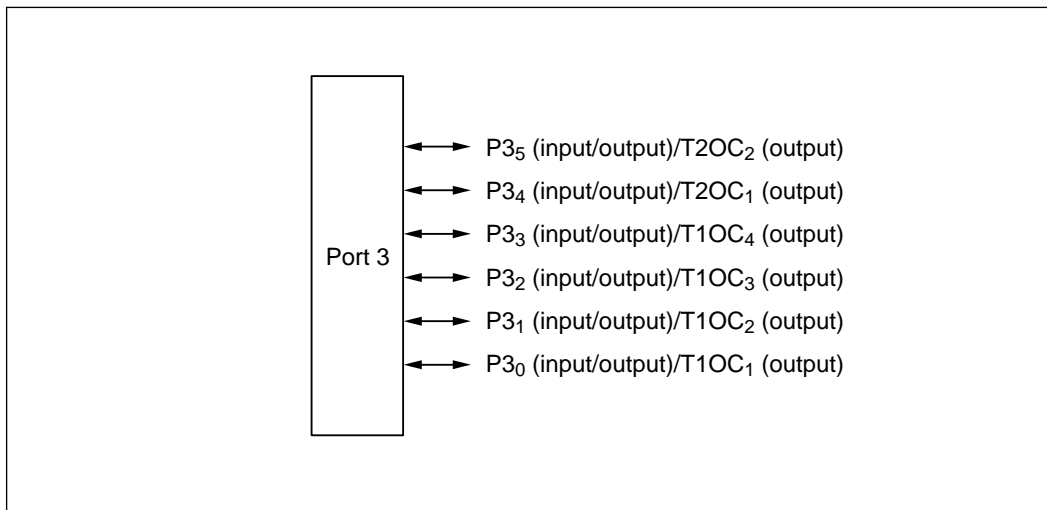 P3₅ (input/output)/T2OC₂ (output)
P3₄ (input/output)/T2OC₁ (output)
P3₃ (input/output)/T1OC₄ (output)
Port 3
P3₂ (input/output)/T1OC₃ (output)
P3₁ (input/output)/T1OC₂ (output)
P3₀ (input/output)/T1OC₁ (output)